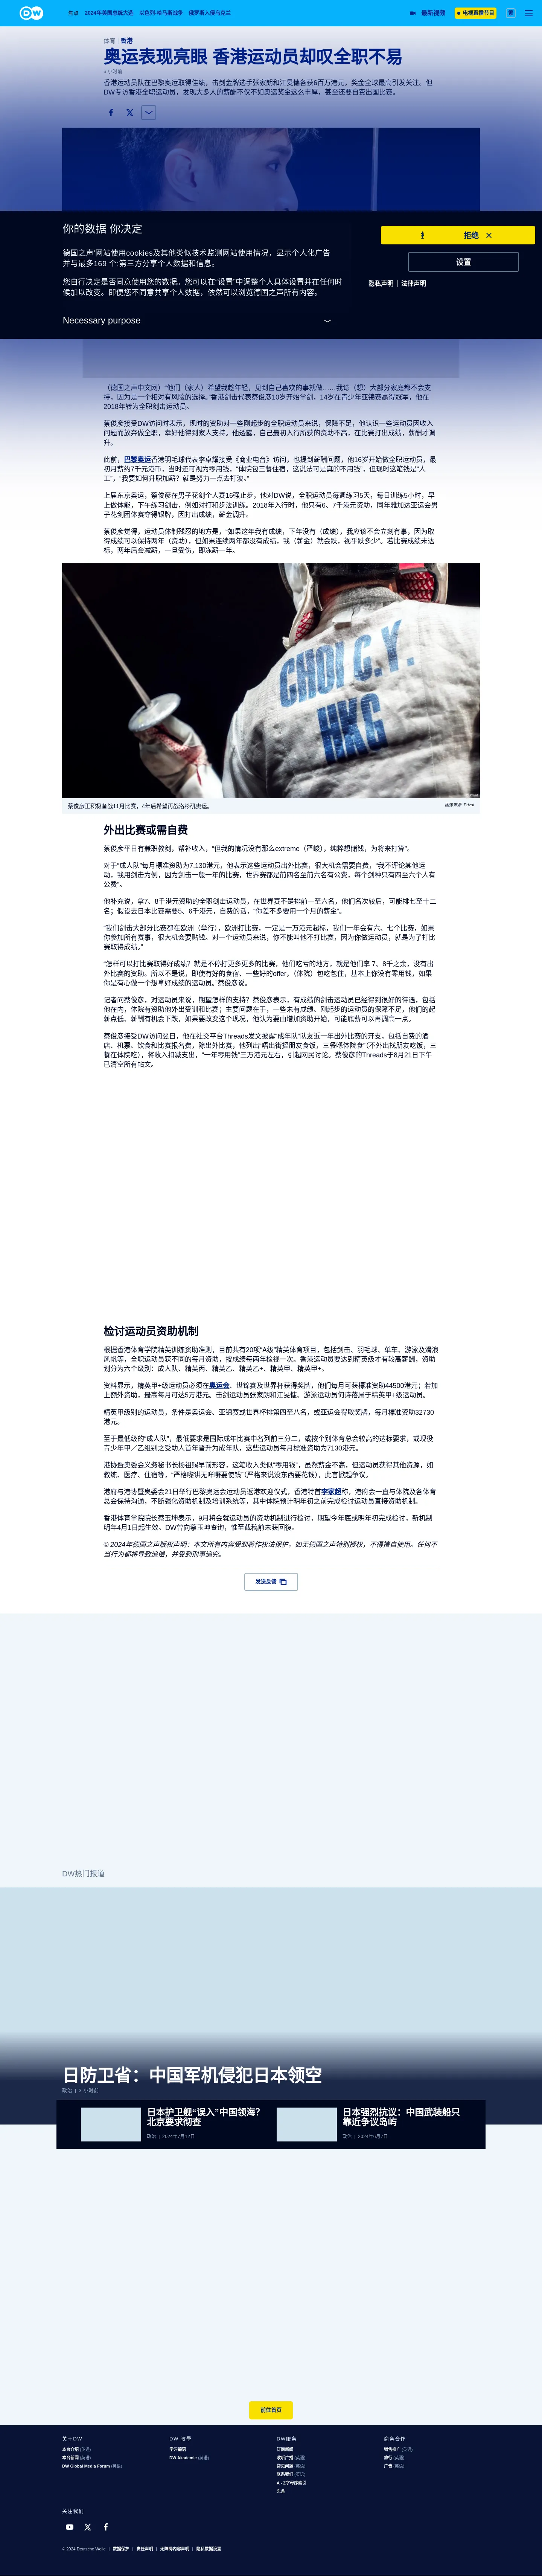 DW
焦点 2024年美国总统大选 以色列-哈马斯战争 俄罗斯入侵乌克兰
最新视频 电视直播节目
体育 | 香港
奥运表现亮眼 香港运动员却叹全职不易
香港运动员队在巴黎奥运取得佳绩，击剑金牌选手张家朗和江旻憓各获6百万港元，奖金全球最高引发关注。但
DW专访香港全职运动员，发现大多人的薪酬不仅不如奥运奖金这么丰厚，甚至还要自费出国比赛。
你的数据 你决定
德国之声'网站使用cookies及其他类似技术监测网站使用情况，显示个人化广告
并与最多169 个;第三方分享个人数据和信息。
您自行决定是否同意使用您的数据。您可以在"设置"中调整个人具体设置并在任何时
候加以改变。即便您不同意共享个人数据，依然可以浏览德国之声所有内容。
Necessary purpose
拒绝
设置
隐私声明 | 法律声明
（德国之声中文网）"他们（家人）希望我趁年轻，见到自己喜欢的事就做……我谂（想）大部分家庭都不会支
持，因为是一个相对有风险的选择。"香港剑击代表蔡俊彦10岁开始学剑，14岁在青少年亚锦赛赢得冠军，他在
2018年转为全职剑击运动员。
蔡俊彦接受DW访问时表示，现时的资助对一些刚起步的全职运动员来说，保障不足，他认识一些运动员因收入
问题而放弃做全职，幸好他得到家人支持。他透露，自己最初入行所获的资助不高，在比赛打出成绩，薪酬才调
升。
此前，巴黎奥运香港羽毛球代表李卓耀接受《商业电台》访问，也提到薪酬问题，他16岁开始做全职运动员，最
初月薪约7千元港币，当时还可视为零用钱，"体院包三餐住宿，这说法可是真的不用钱"，但现时这笔钱是"人
工"，"我要如何升职加薪？就是努力一点去打波。"
上届东京奥运，蔡俊彦在男子花剑个人赛16强止步，他对DW说，全职运动员每週练习5天，每日训练5小时，早
上做体能，下午练习剑击，例如对打和步法训练。2018年入行时，他只有6、7千港元资助，同年雅加达亚运会男
子花剑团体赛夺得银牌，因打出成绩，薪金调升。
蔡俊彦觉得，运动员体制残忍的地方是，"如果这年我有成绩，下年没有（成绩），我应该不会立刻有事，因为取
得成绩可以保持两年（资助），但如果连续两年都没有成绩，我（薪金）就会跌，视乎跌多少"。若比赛成绩未达
标，两年后会减薪，一旦受伤，即冻薪一年。
CHOI C.Y.
HKG
蔡俊彦正积极备战11月比赛，4年后希望再战洛杉矶奥运。
图像来源: Privat
外出比赛或需自费
蔡俊彦平日有兼职教剑，帮补收入，"但我的情况没有那么extreme（严峻），纯粹想储钱，为将来打算"。
对于"成人队"每月標准资助为7,130港元，他表示这些运动员出外比赛，很大机会需要自费，"我不评论其他运
动，我用剑击为例，因为剑击一般一年的比赛，世界赛都是前四名至前六名有公费，每个剑种只有四至六个人有
公费"。
他补充说，拿7、8千港元资助的全职剑击运动员，在世界赛不是排前一至六名，他们名次较后，可能排七至十二
名；假设去日本比赛需要5、6千港元，自费的话，"你差不多要用一个月的薪金"。
"我们剑击大部分比赛都在欧洲（举行），欧洲打比赛，一定是一万港元起标，我们一年会有六、七个比赛，如果
你参加所有赛事，很大机会要贴钱。对一个运动员来说，你不能叫他不打比赛，因为你做运动员，就是为了打比
赛取得成绩。"
"怎样可以打比赛取得好成绩？就是不停打更多更多的比赛，他们吃亏的地方，就是他们拿 7、8千之余，没有出
外比赛的资助。所以不是说，即使有好的食宿、一些好的offer，（体院）包吃包住，基本上你没有零用钱，如果
你是有心做一个想拿好成绩的运动员。"蔡俊彦说。
记者问蔡俊彦，对运动员来说，期望怎样的支持？蔡俊彦表示，有成绩的剑击运动员已经得到很好的待遇，包括
他在内，体院有资助他外出受训和比赛；主要问题在于，一些未有成绩、刚起步的运动员的保障不足，他们的起
薪点低、薪酬有机会下跌，如果要改变这个现况，他认为要由增加资助开始，可能底薪可以再调高一点。
蔡俊彦接受DW访问翌日，他在社交平台Threads发文披露"成年队"队友近一年出外比赛的开支，包括自费的酒
店、机票、饮食和比赛报名费，除出外比赛，他列出"唔出街搵朋友食饭，三餐喺体院食"（不外出找朋友吃饭，三
餐在体院吃），将收入扣减支出，"一年零用钱"三万港元左右，引起网民讨论。蔡俊彦的Threads于8月21日下午
已清空所有帖文。
检讨运动员资助机制
根据香港体育学院精英训练资助准则，目前共有20项"A级"精英体育项目，包括剑击、羽毛球、单车、游泳及滑浪
风帆等，全职运动员获不同的每月资助，按成绩每两年检视一次。香港运动员要达到精英级才有较高薪酬，资助
划分为六个级别：成人队、精英丙、精英乙、精英乙+、精英甲、精英甲+。
资料显示，精英甲+级运动员必须在奥运会、世锦赛及世界杯获得奖牌，他们每月可获標准资助44500港元；若加
上额外资助，最高每月可达5万港元。击剑运动员张家朗和江旻憓、游泳运动员何诗蓓属于精英甲+级运动员。
精英甲级别的运动员，条件是奥运会、亚锦赛或世界杯排第四至八名，或亚运会得取奖牌，每月標准资助32730
港元。
至于最低级的"成人队"，最低要求是国际成年比赛中名列前三分二，或按个别体育总会较高的达标要求，或现役
青少年甲／乙组别之受助人首年晋升为成年队，这些运动员每月標准资助为7130港元。
港协暨奥委会义务秘书长杨祖赐早前形容，这笔收入类似"零用钱"，虽然薪金不高，但运动员获得其他资源，如
教练、医疗、住宿等，"严格嚟讲无咩嘢要使钱"（严格来说没东西要花钱），此言掀起争议。
港府与港协暨奥委会21日举行巴黎奥运会运动员返港欢迎仪式，香港特首李家超称，港府会一直与体院及各体育
总会保持沟通，不断强化资助机制及培训系统等，其中体院预计明年初之前完成检讨运动员直接资助机制。
香港体育学院院长蔡玉坤表示，9月将会就运动员的资助机制进行检讨，期望今年底或明年初完成检讨，新机制
明年4月1日起生效。DW曾向蔡玉坤查询，惟至截稿前未获回復。
© 2024年德国之声版权声明：本文所有内容受到著作权法保护，如无德国之声特别授权，不得擅自使用。任何不
当行为都将导致追偿，并受到刑事追究。
发送反馈
DW热门报道
日防卫省：中国军机侵犯日本领空
政治 | 3 小时前
日本护卫舰"误入"中国领海？
北京要求彻查
政治 | 2024年7月12日
日本强烈抗议：中国武装船只
靠近争议岛屿
政治 | 2024年6月7日
前往首页
关于DW
本台介绍 (英语)
本台新闻 (英语)
DW Global Media Forum (英语)
DW 教學
学习德语
DW Akademie (英语)
DW服务
订阅新闻
收听广播 (英语)
常见问题 (英语)
联系我们 (英语)
A - Z字母序索引
头条
商务合作
销售推广 (英语)
旅行 (英语)
广告 (英语)
关注我们
© 2024 Deutsche Welle | 数据保护 | 责任声明 | 无障碍内容声明 | 隐私数据设置